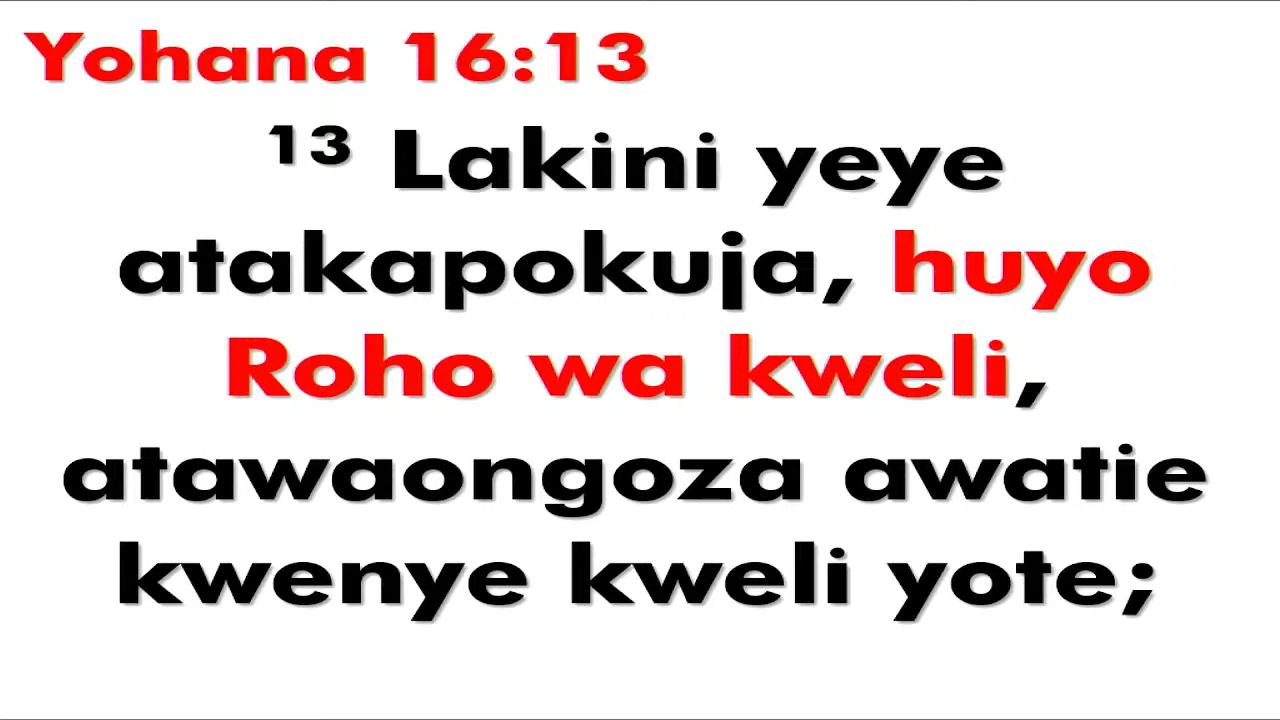 Yohana 16:13
¹³ Lakini yeye
atakapokuja, huyo
Roho wa kweli,
atawaongoza awatie
kwenye kweli yote;